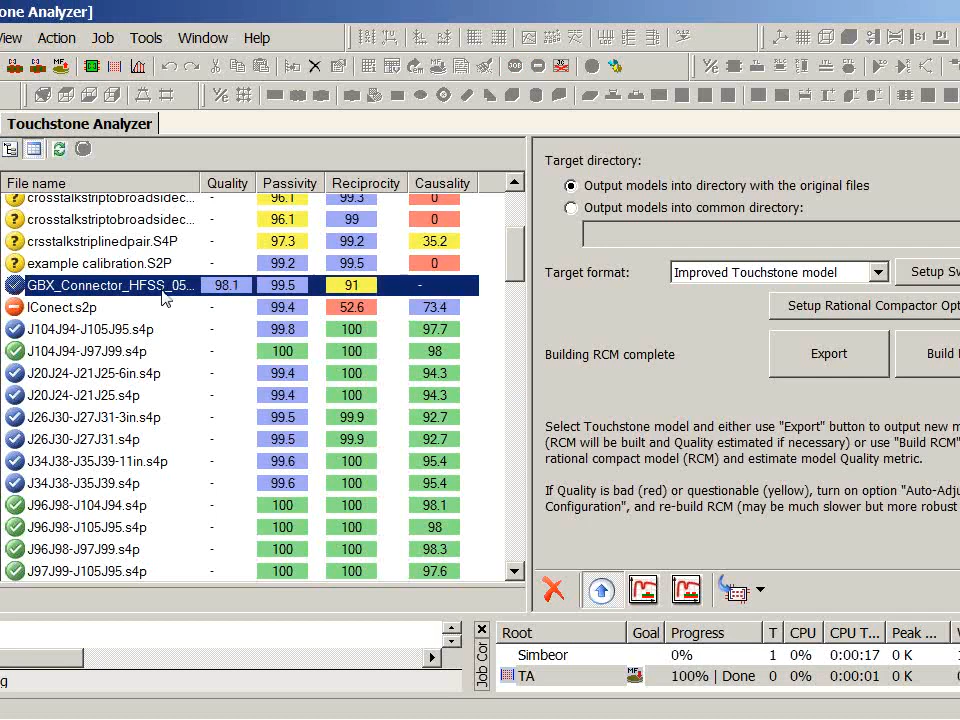 one Analyzer]
View Action Job Tools Window Help
Touchstone Analyzer
File name Quality Passivity Reciprocity Causality
crosstalkstriptobroadsidec... - 96.1 99.3 0
crosstalkstriptobroadsidec... - 96.1 99 0
crsstalkstriplinedpair.S4P - 97.3 99.2 35.2
example calibration.S2P - 99.2 99.5 0
GBX_Connector_HFSS_05... 98.1 99.5 91 -
IConect.s2p - 99.4 52.6 73.4
J104J94-J105J95.s4p - 99.8 100 97.7
J104J94-J97J99.s4p - 100 100 98
J20J24-J21J25-6in.s4p - 99.4 100 94.3
J20J24-J21J25.s4p - 99.4 100 94.3
J26J30-J27J31-3in.s4p - 99.5 99.9 92.7
J26J30-J27J31.s4p - 99.5 99.9 92.7
J34J38-J35J39-11in.s4p - 99.6 100 95.4
J34J38-J35J39.s4p - 99.6 100 95.4
J96J98-J104J94.s4p - 100 100 98.1
J96J98-J105J95.s4p - 100 100 98
J96J98-J97J99.s4p - 100 100 98.3
J97J99-J105J95.s4p - 100 100 97.6
Target directory:
Output models into directory with the original files
Output models into common directory:
Target format: Improved Touchstone model Setup Sw
Setup Rational Compactor Opt
Building RCM complete Export Build
Select Touchstone model and either use "Export" button to output new m
(RCM will be built and Quality estimated if necessary) or use "Build RCM"
rational compact model (RCM) and estimate model Quality metric.
If Quality is bad (red) or questionable (yellow), turn on option "Auto-Adju
Configuration", and re-build RCM (may be much slower but more robust
g
Job Cor
Root Goal Progress T CPU CPU T... Peak ...
Simbeor 0% 1 0% 0:00:17 0 K
TA MF 100% | Done 0 0% 0:00:01 0 K